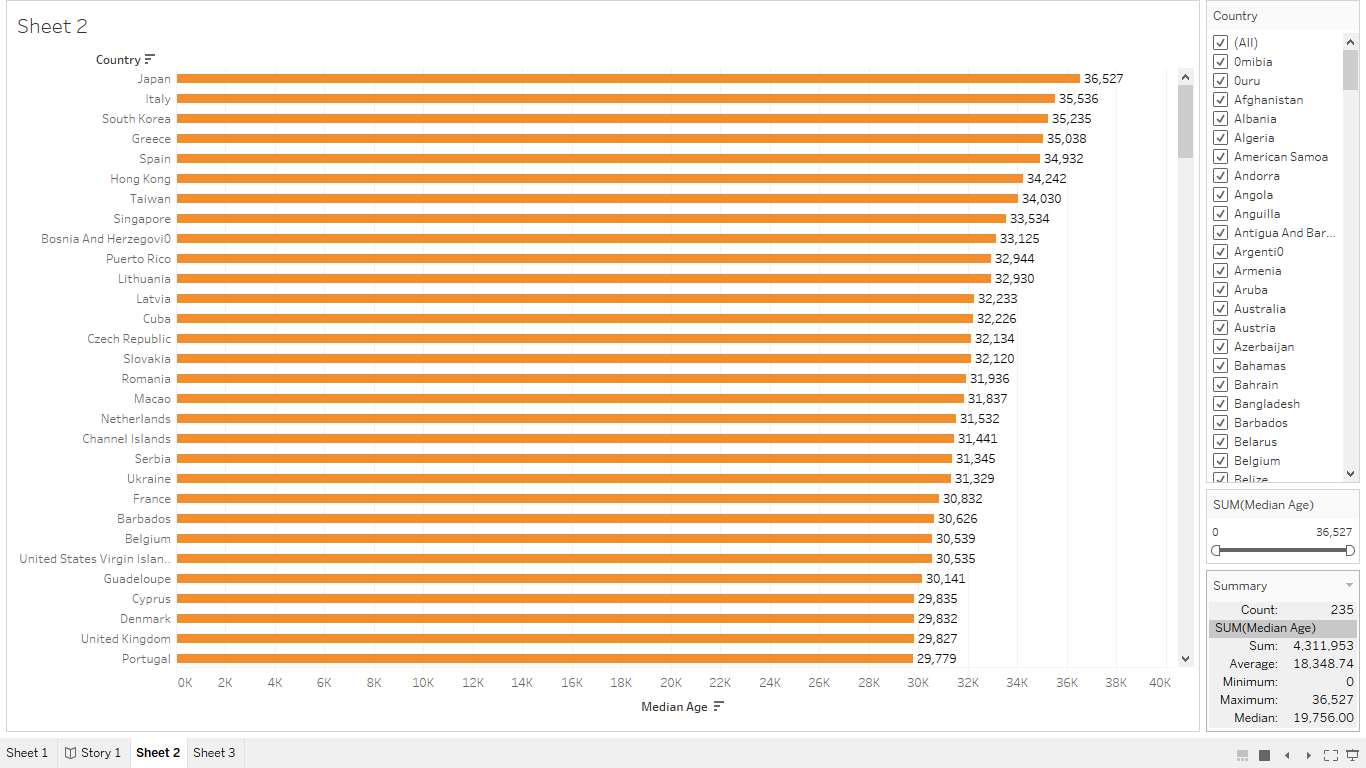 Sheet 2
Country
Japan 36,527
Italy 35,536
South Korea 35,235
Greece 35,038
Spain 34,932
Hong Kong 34,242
Taiwan 34,030
Singapore 33,534
Bosnia And Herzegovi0 33,125
Puerto Rico 32,944
Lithuania 32,930
Latvia 32,233
Cuba 32,226
Czech Republic 32,134
Slovakia 32,120
Romania 31,936
Macao 31,837
Netherlands 31,532
Channel Islands 31,441
Serbia 31,345
Ukraine 31,329
France 30,832
Barbados 30,626
Belgium 30,539
United States Virgin Islan.. 30,535
Guadeloupe 30,141
Cyprus 29,835
Denmark 29,832
United Kingdom 29,827
Portugal 29,779
0K 2K 4K 6K 8K 10K 12K 14K 16K 18K 20K 22K 24K 26K 28K 30K 32K 34K 36K 38K 40K
Median Age
Country
(All)
0mibia
0uru
Afghanistan
Albania
Algeria
American Samoa
Andorra
Angola
Anguilla
Antigua And Bar...
Argenti0
Armenia
Aruba
Australia
Austria
Azerbaijan
Bahamas
Bahrain
Bangladesh
Barbados
Belarus
Belgium
Belize
SUM(Median Age)
0 36,527
Summary
Count: 235
SUM(Median Age)
Sum: 4,311,953
Average: 18,348.74
Minimum: 0
Maximum: 36,527
Median: 19,756.00
Sheet 1 Story 1 Sheet 2 Sheet 3